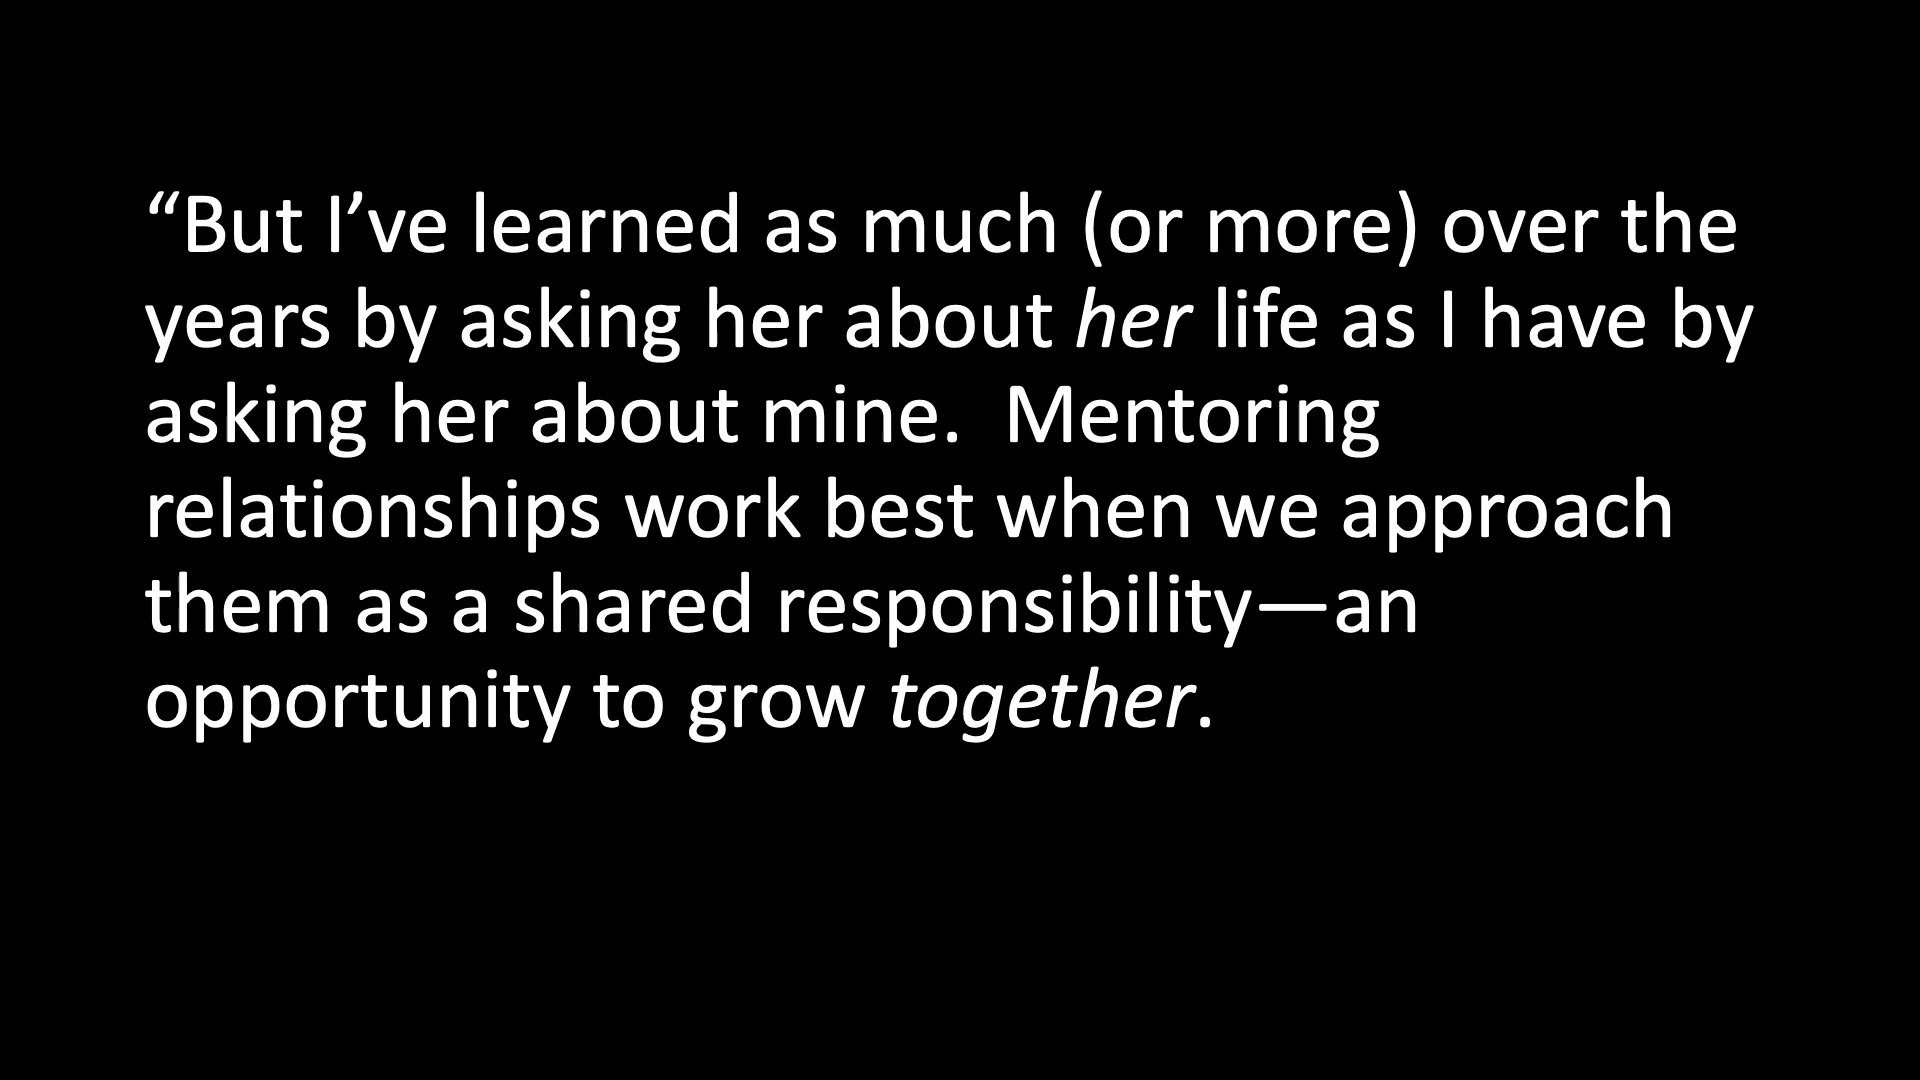 “But I’ve learned as much (or more) over the
years by asking her about her life as I have by
asking her about mine.  Mentoring
relationships work best when we approach
them as a shared responsibility—an
opportunity to grow together.